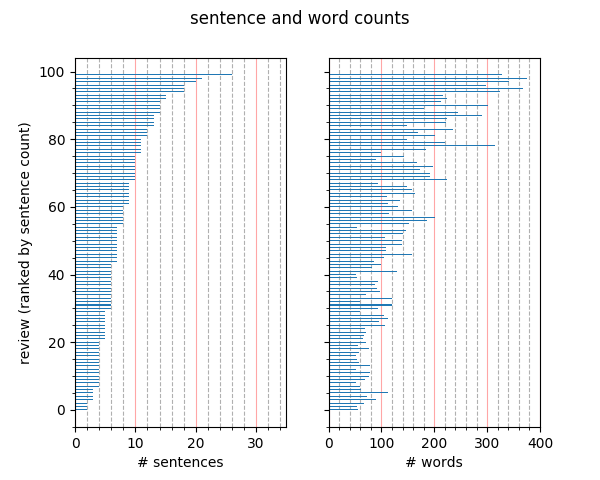 sentence and word counts
review (ranked by sentence count)
100
80
60
40
20
0
0 10 20 30
# sentences
0 100 200 300 400
# words